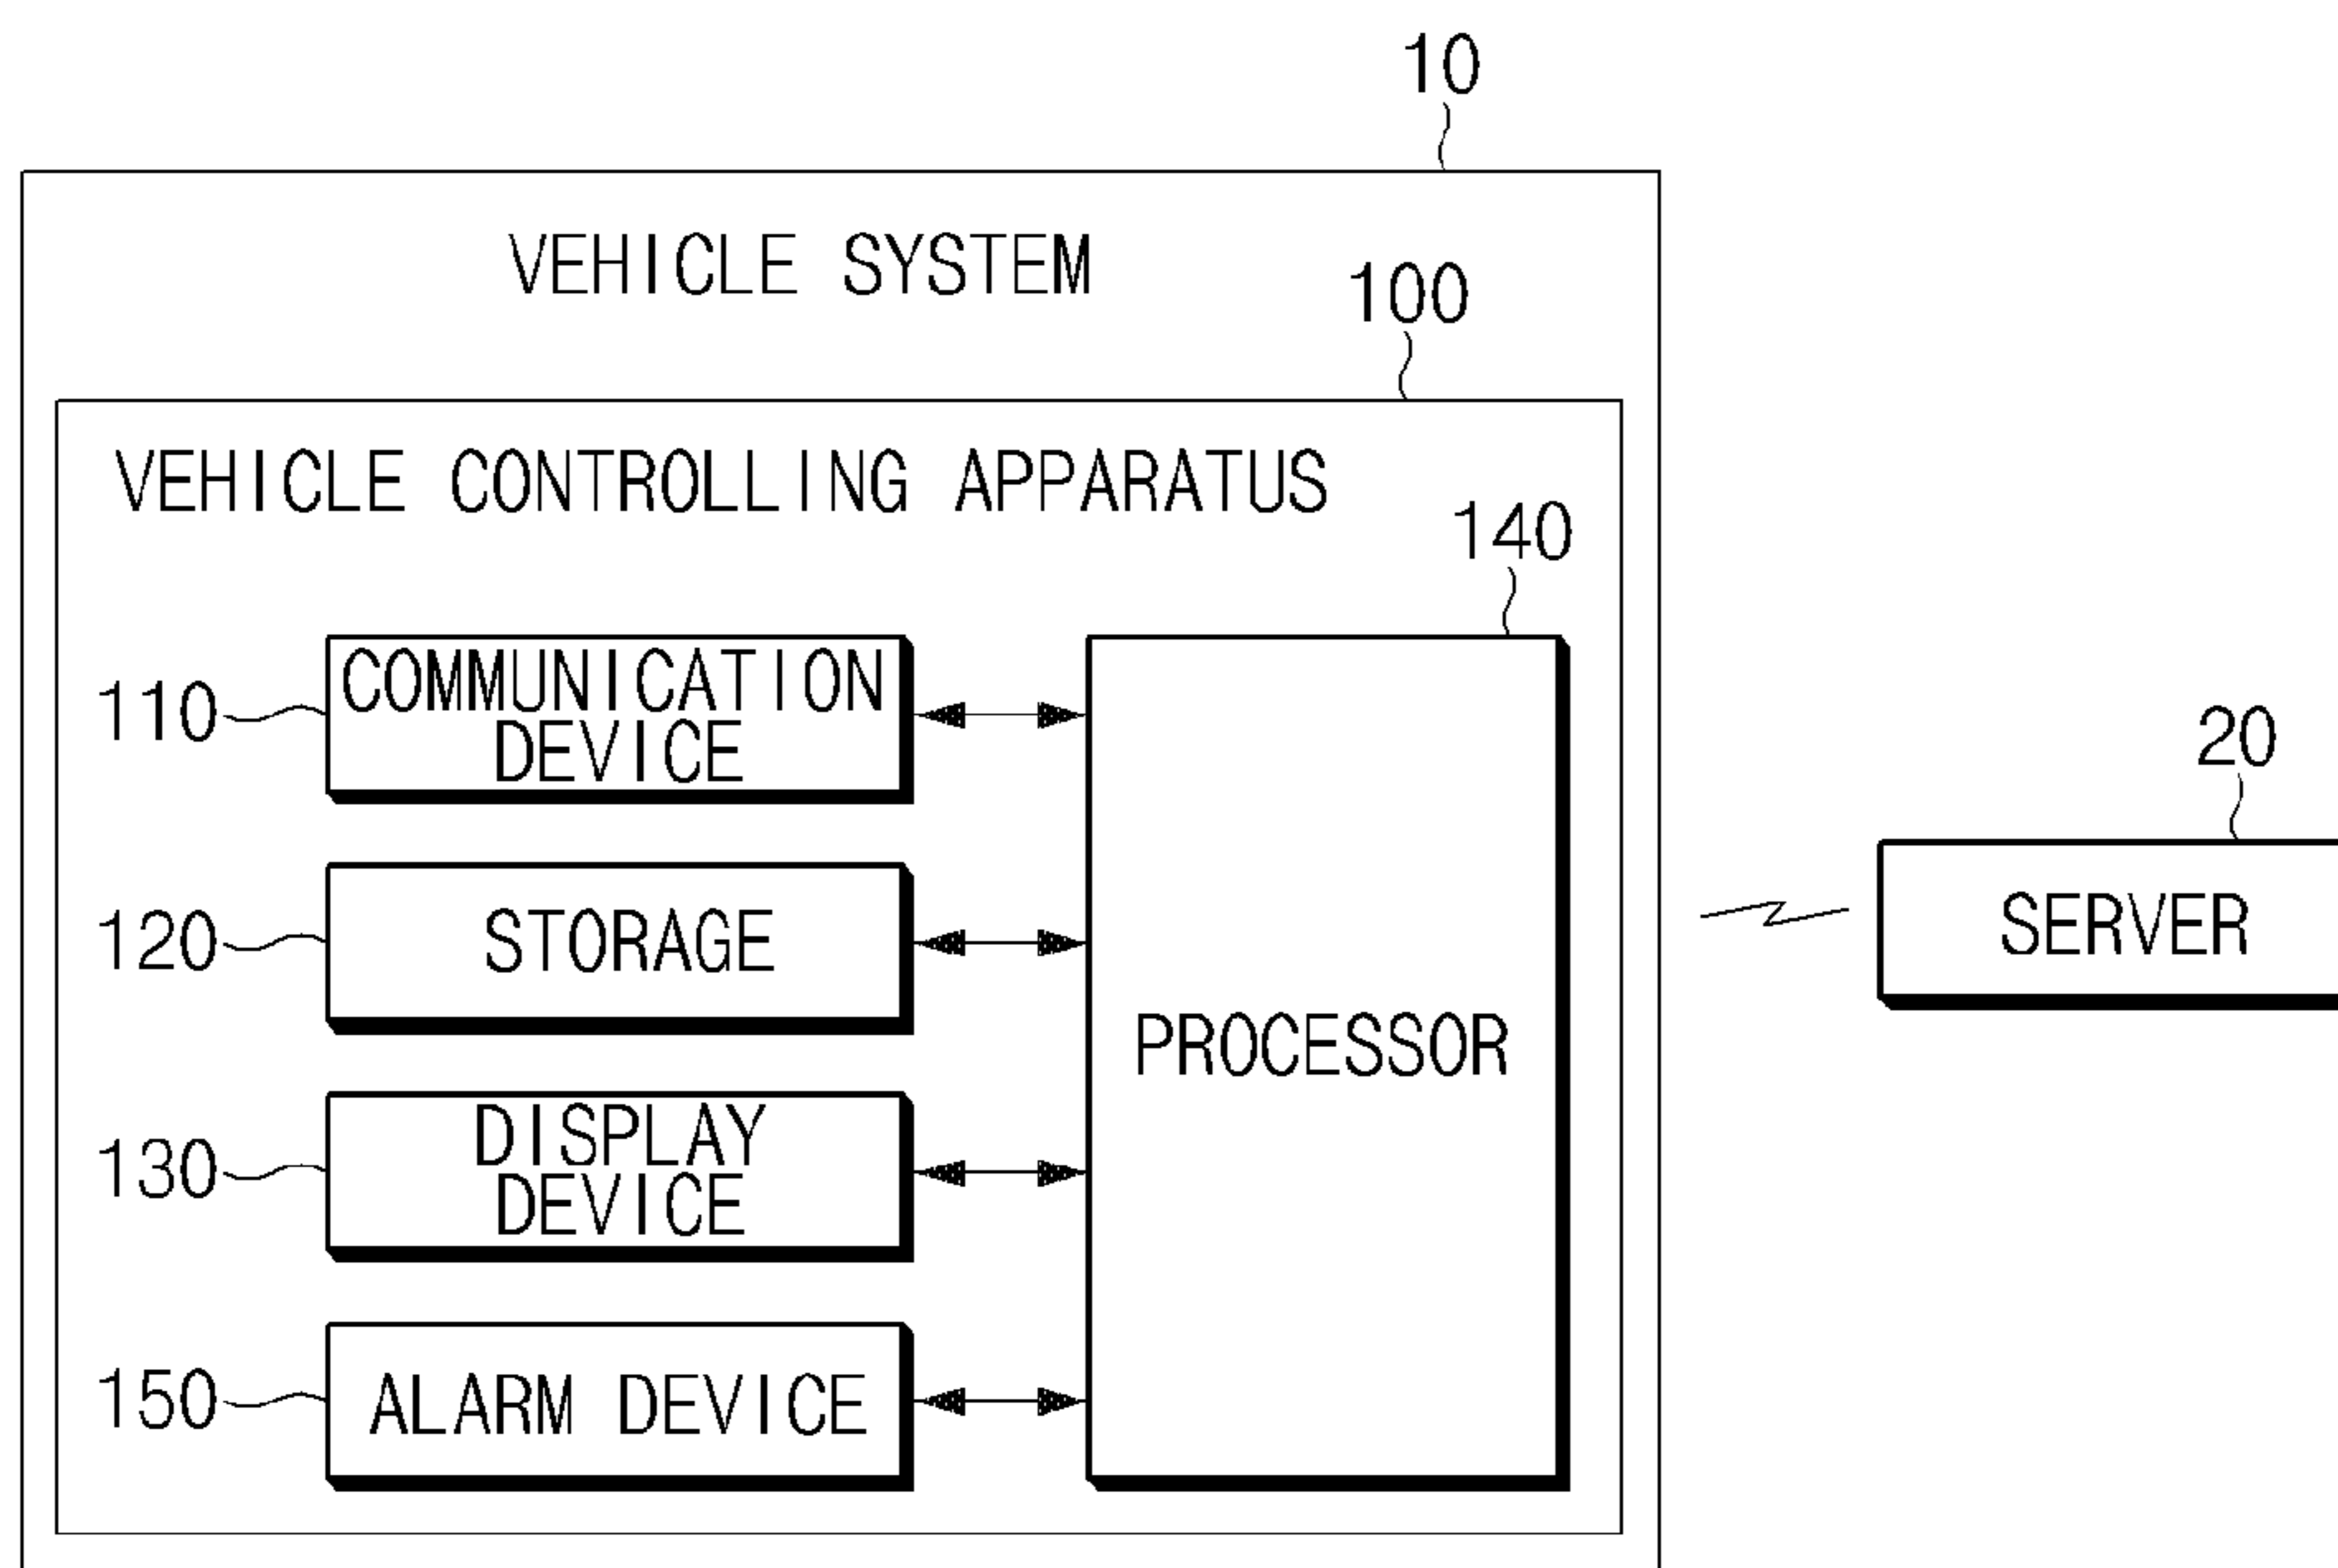 10
VEHICLE SYSTEM
100
VEHICLE CONTROLLING APPARATUS
140
110
COMMUNICATION
DEVICE
20
120
STORAGE
SERVER
PROCESSOR
130
DISPLAY
DEVICE
150
ALARM DEVICE